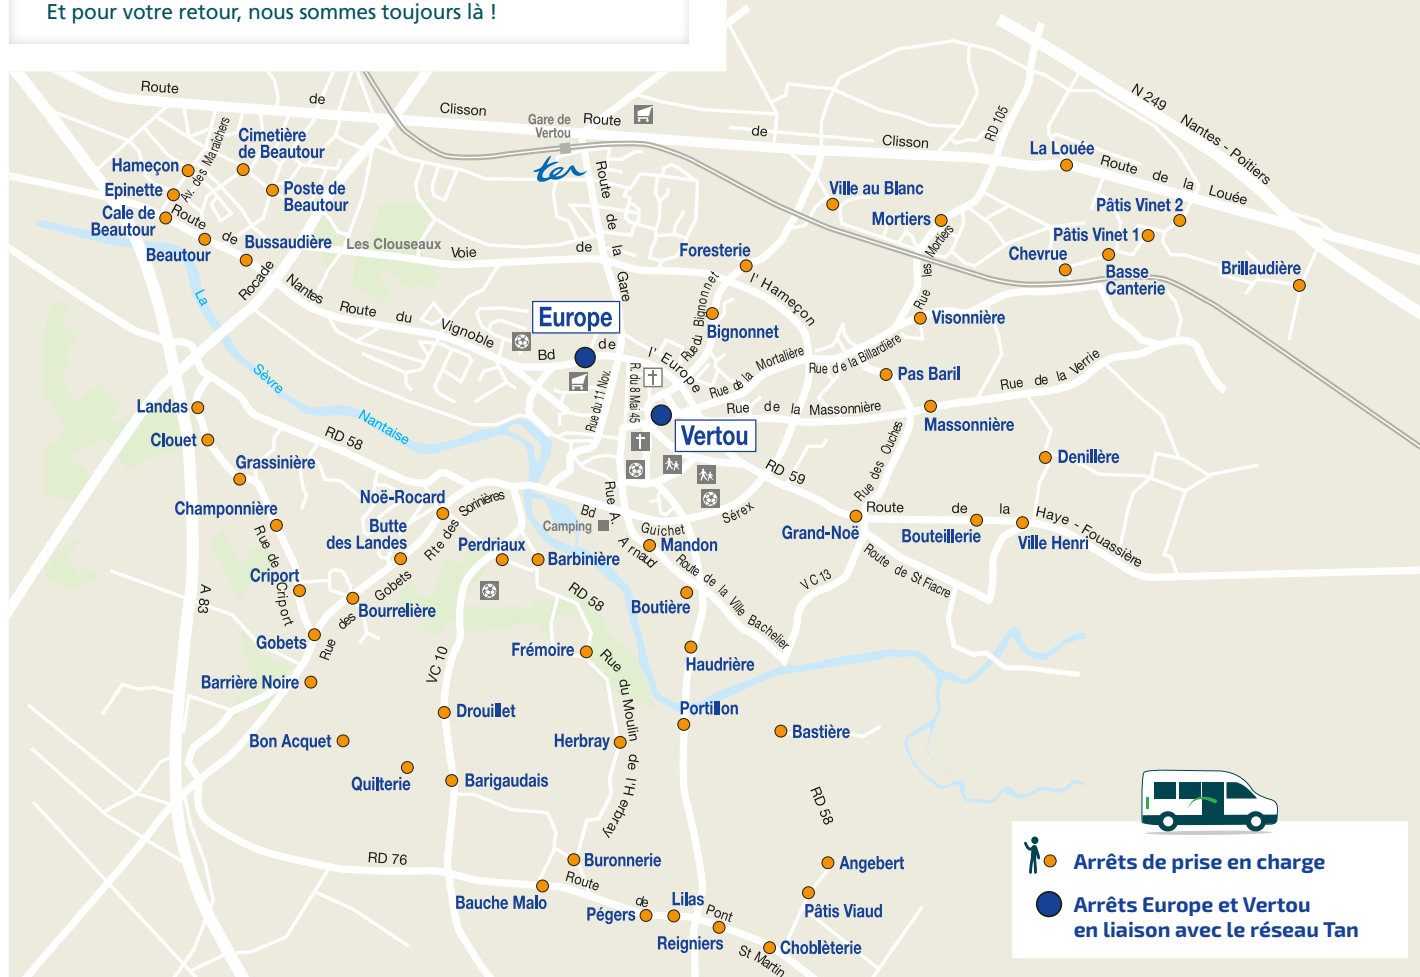 Et pour votre retour, nous sommes toujours là !
Route
de
Clisson
Gare de
Vertou
Route
de
Clisson
RD 105
N 249
Nantes - Poitiers
ter
Av. des Maraîchers
Cimetière
de Beautour
Hameçon
Epinette
Poste de
Beautour
Cale de
Beautour
Route
de
Beautour
Bussaudière
Rocade
Les Clouseaux
Voie
de
Route
de
la
Gare
La Louée
Route de la Louée
Ville au Blanc
Mortiers
Pâtis Vinet 2
Pâtis Vinet 1
Chevrue
Basse
Canterie
Brillaudière
Foresterie
l' Hameçon
Rue du Bignonnet
Bignonnet
Rue les Mortiers
Visonnière
La
Sèvre
Nantaise
Nantes
Route
du
Vignoble
Europe
Bd
de
l' Europe
R. du 8 Mai 45
Rue du 11 Nov.
Rue de la Mortalière
Rue de la Billardière
Pas Baril
Rue de la Verrie
Rue de la Massonnière
Massonnière
Vertou
Landas
Clouet
RD 58
Grassinière
Championnière
Noë-Rocard
Butte
des Landes
Rte des Sorinières
Perdriaux
Barbinière
Camping
Bd
Guichet
Sérex
Rue A.
Arnaud
Mandon
RD 59
Rue des Ouches
Denillère
Grand-Noë
Route
de
la
Haye - Fouassière
Bouteillerie
Ville Henri
Route de St Fiacre
VC 13
Route de la Ville Bachelier
Rue de Criport
Criport
A 83
Bourrelière
Rue des Gobets
Gobets
RD 58
Boutière
Barrière Noire
VC 10
Frémoire
Rue du Moulin de l'Herbray
Haudrière
Portillon
Drouillet
Bon Acquet
Herbray
Bastière
Quilterie
Barigaudais
RD 58
RD 76
Buronnerie
Angebert
Bauche Malo
Route
de
Pont
St Martin
Pégers
Lilas
Reigniers
Pâtis Viaud
Choblèterie
Arrêts de prise en charge
Arrêts Europe et Vertou
en liaison avec le réseau Tan